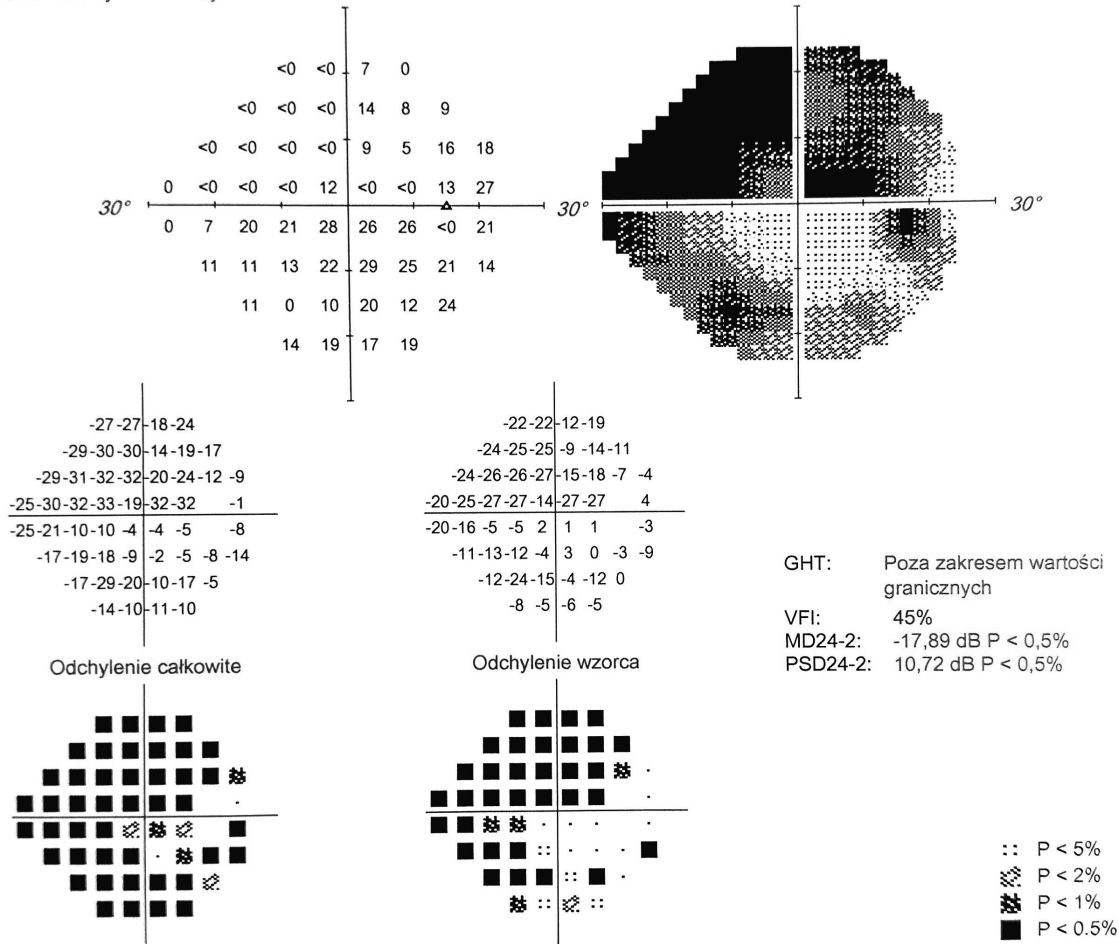 <0 <0 7 0
<0 <0 <0 14 8 9
<0 <0 <0 <0 9 5 16 18
0 <0 <0 <0 12 <0 <0 13 27
30° 30° 30°
0 7 20 21 28 26 26 <0 21
11 11 13 22 29 25 21 14
11 0 10 20 12 24
14 19 17 19
-27 -27 -18 -24
-29 -30 -30 -14 -19 -17
-29 -31 -32 -32 -20 -24 -12 -9
-25 -30 -32 -33 -19 -32 -32 -1
-25 -21 -10 -10 -4 -4 -5 -8
-17 -19 -18 -9 -2 -5 -8 -14
-17 -29 -20 -10 -17 -5
-14 -10 -11 -10
Odchylenie całkowite
-22 -22 -12 -19
-24 -25 -25 -9 -14 -11
-24 -26 -26 -27 -15 -18 -7 -4
-20 -25 -27 -27 -14 -27 -27 4
-20 -16 -5 -5 2 1 1 -3
-11 -13 -12 -4 3 0 -3 -9
-12 -24 -15 -4 -12 0
-8 -5 -6 -5
Odchylenie wzorca
GHT: Poza zakresem wartości
granicznych
VFI: 45%
MD24-2: -17,89 dB P < 0,5%
PSD24-2: 10,72 dB P < 0,5%
P < 5%
P < 2%
P < 1%
P < 0.5%